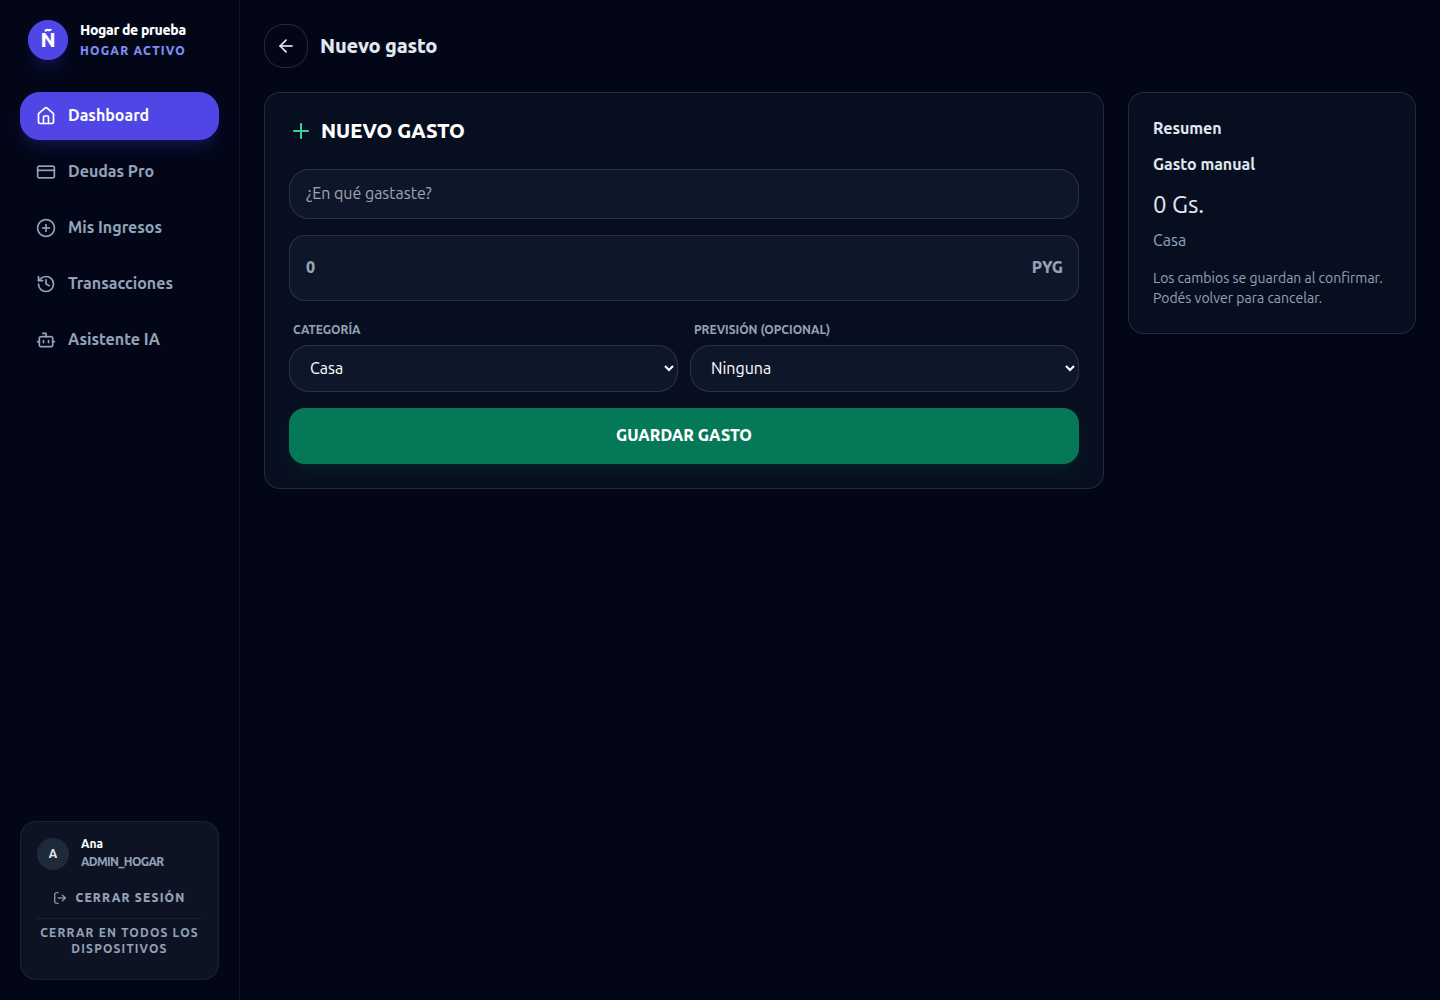 Ñ
Hogar de prueba
HOGAR ACTIVO
Dashboard
Deudas Pro
Mis Ingresos
Transacciones
Asistente IA
A
Ana
ADMIN_HOGAR
CERRAR SESIÓN
CERRAR EN TODOS LOS
DISPOSITIVOS
Nuevo gasto
NUEVO GASTO
¿En qué gastaste?
0 PYG
CATEGORÍA PREVISIÓN (OPCIONAL)
Casa Ninguna
GUARDAR GASTO
Resumen
Gasto manual
0 Gs.
Casa
Los cambios se guardan al confirmar.
Podés volver para cancelar.